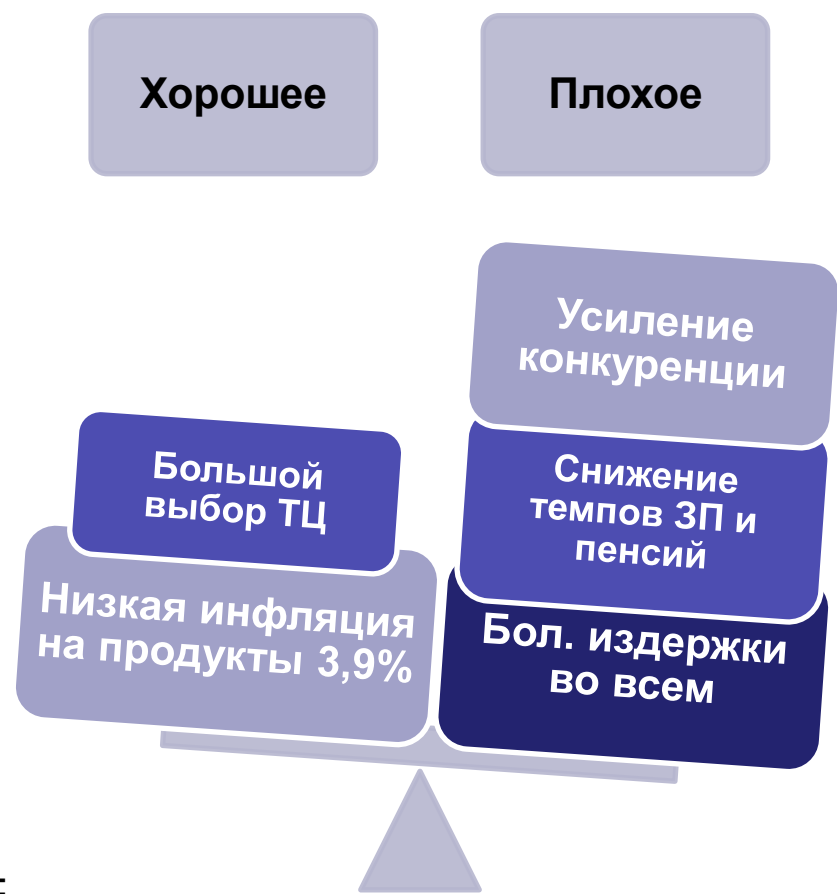 Хорошее
Плохое
Усиление
конкуренции
Большой
выбор ТЦ
Снижение
темпов ЗП и
пенсий
Низкая инфляция
на продукты 3,9%
Бол. издержки
во всем